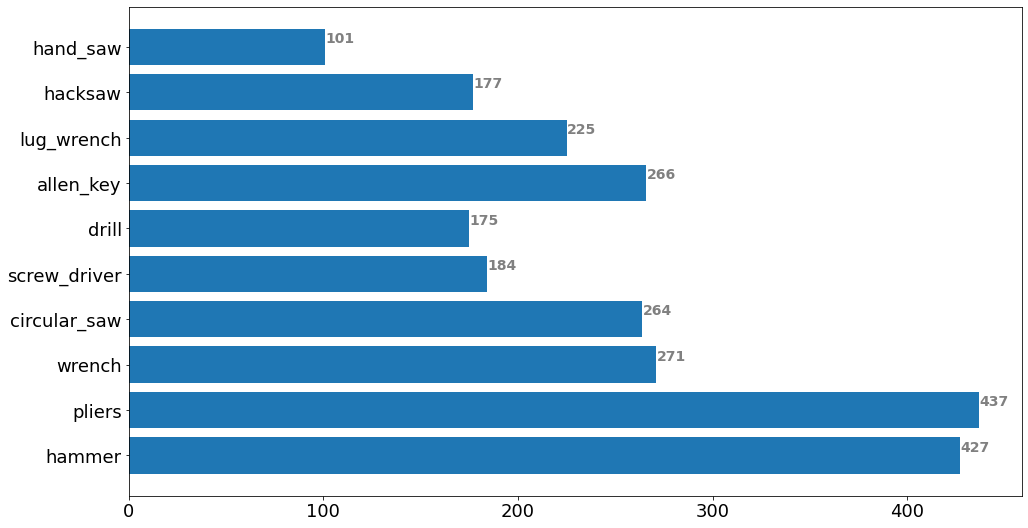 hand_saw 101
hacksaw 177
lug_wrench 225
allen_key 266
drill 175
screw_driver 184
circular_saw 264
wrench 271
pliers 437
hammer 427
0 100 200 300 400